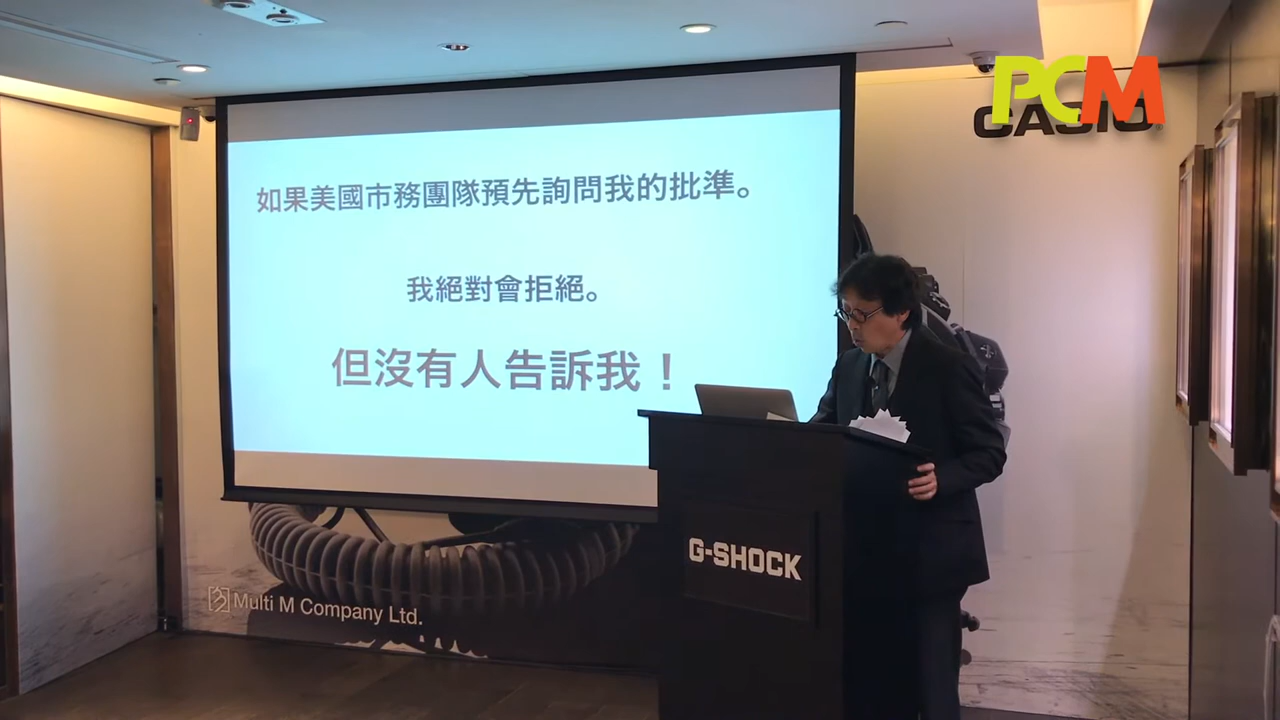 PCM
CASIO
如果美國市務團隊預先詢問我的批準。
我絕對會拒絕。
但沒有人告訴我！
G-SHOCK
Multi M Company Ltd.